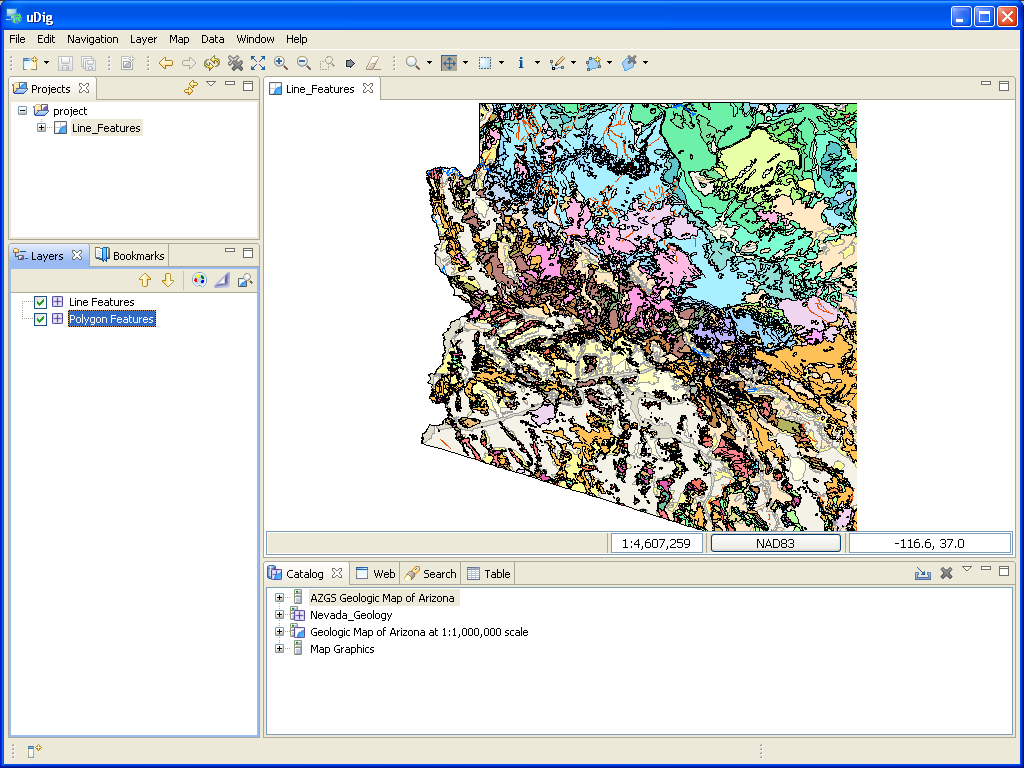 uDig
File Edit Navigation Layer Map Data Window Help
Projects
project
Line_Features
Layers Bookmarks
Line Features
Polygon Features
Line_Features
1:4,607,259 NAD83 -116.6, 37.0
Catalog Web Search Table
AZGS Geologic Map of Arizona
Nevada_Geology
Geologic Map of Arizona at 1:1,000,000 scale
Map Graphics